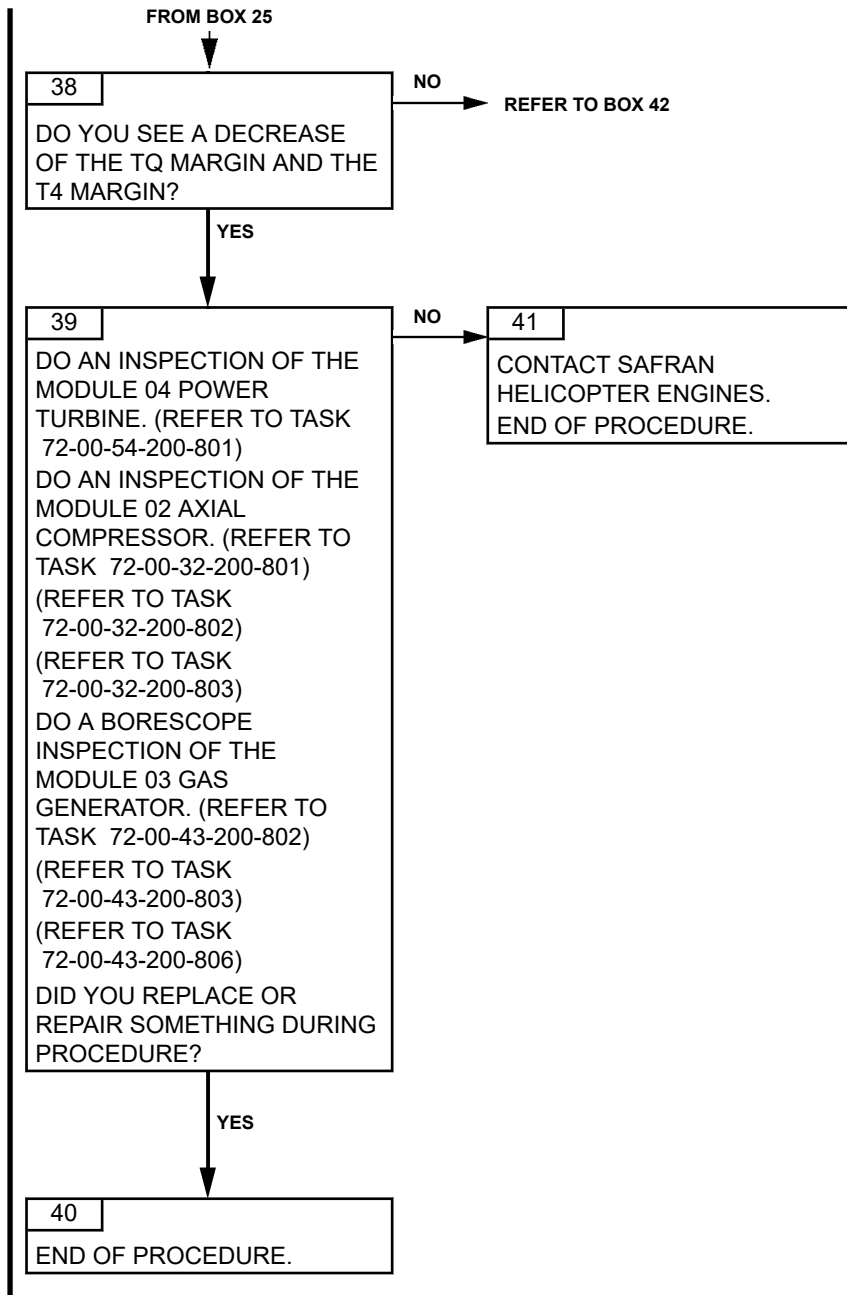 FROM BOX 25
38
NO
REFER TO BOX 42
DO YOU SEE A DECREASE
OF THE TQ MARGIN AND THE
T4 MARGIN?
YES
39
NO
41
DO AN INSPECTION OF THE
MODULE 04 POWER
TURBINE. (REFER TO TASK
72-00-54-200-801)
DO AN INSPECTION OF THE
MODULE 02 AXIAL
COMPRESSOR. (REFER TO
TASK 72-00-32-200-801)
(REFER TO TASK
72-00-32-200-802)
(REFER TO TASK
72-00-32-200-803)
DO A BORESCOPE
INSPECTION OF THE
MODULE 03 GAS
GENERATOR. (REFER TO
TASK 72-00-43-200-802)
(REFER TO TASK
72-00-43-200-803)
(REFER TO TASK
72-00-43-200-806)
DID YOU REPLACE OR
REPAIR SOMETHING DURING
PROCEDURE?
CONTACT SAFRAN
HELICOPTER ENGINES.
END OF PROCEDURE.
YES
40
END OF PROCEDURE.